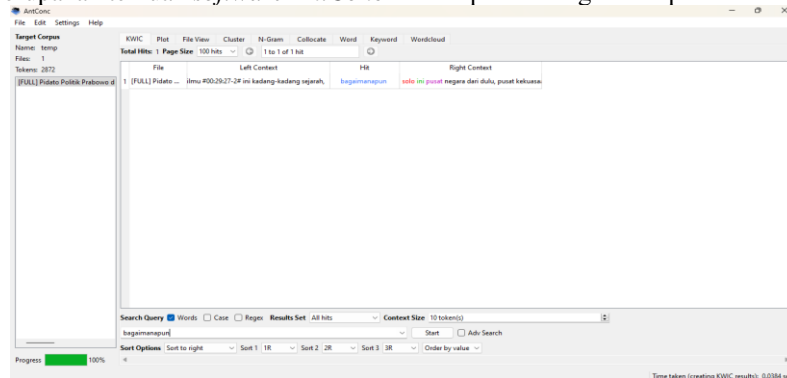 AntConc
File Edit Settings Help
Target Corpus
Name: temp
Files: 1
Tokens: 2872
[FULL] Pidato Politik Prabowo d
Progress 100%
KWIC Plot File View Cluster N-Gram Collocate Word Keyword Wordcloud
Total Hits: 1 Page Size 100 hits 1 to 1 of 1 hit
File Left Context Hit Right Context
1 [FULL] Pidato ... ilmu #00:29:27-2# ini kadang-kadang sejarah, bagaimanapun solo ini pusat negara dari dulu, pusat kekuasaa
Search Query Words Case Regex Results Set All hits Context Size 10 token(s)
bagaimanapun Start Adv Search
Sort Options Sort to right Sort 1 1R Sort 2 2R Sort 3 3R Order by value
Time taken (creating KWIC results): 0.0384 s